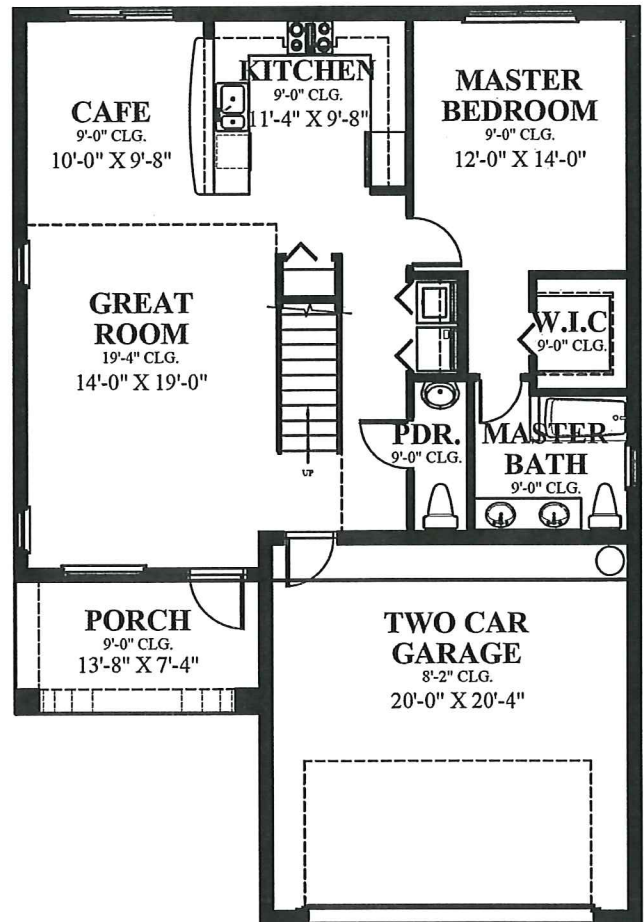 KITCHEN
9'-0" CLG.
11'-4" X 9'-8"
CAFE
9'-0" CLG.
10'-0" X 9'-8"
MASTER
BEDROOM
9'-0" CLG.
12'-0" X 14'-0"
GREAT
ROOM
19'-4" CLG.
14'-0" X 19'-0"
W.I.C
9'-0" CLG.
UP
PDR.
9'-0" CLG.
MASTER
BATH
9'-0" CLG.
PORCH
9'-0" CLG.
13'-8" X 7'-4"
TWO CAR
GARAGE
8'-2" CLG.
20'-0" X 20'-4"